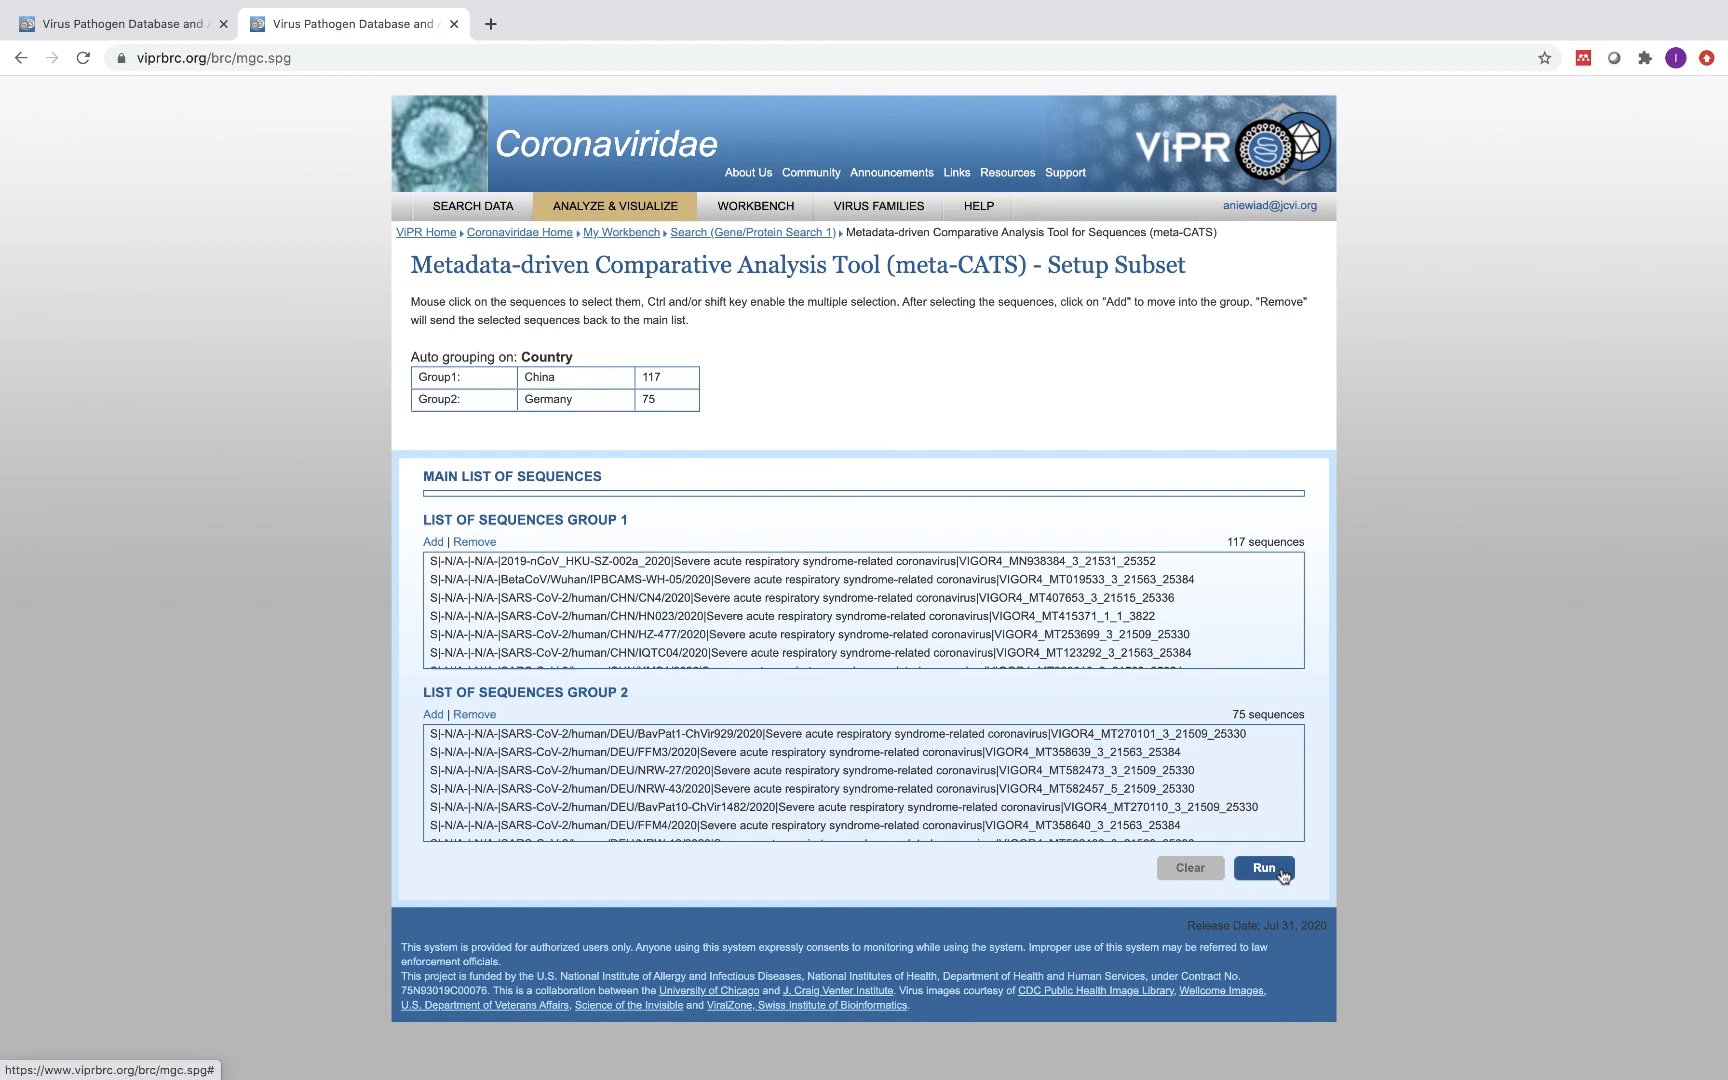 Virus Pathogen Database and
Virus Pathogen Database and
viprbrc.org/brc/mgc.spg
I
Coronaviridae
ViPR
About Us Community Announcements Links Resources Support
SEARCH DATA ANALYZE & VISUALIZE WORKBENCH VIRUS FAMILIES HELP aniewiad@jcvi.org
ViPR Home Coronaviridae Home My Workbench Search (Gene/Protein Search 1) Metadata-driven Comparative Analysis Tool for Sequences (meta-CATS)
Metadata-driven Comparative Analysis Tool (meta-CATS) - Setup Subset
Mouse click on the sequences to select them, Ctrl and/or shift key enable the multiple selection. After selecting the sequences, click on "Add" to move into the group. "Remove"
will send the selected sequences back to the main list.
Auto grouping on: Country
Group1: China 117
Group2: Germany 75
MAIN LIST OF SEQUENCES
LIST OF SEQUENCES GROUP 1
Add | Remove 117 sequences
S|-N/A-|-N/A-|2019-nCoV_HKU-SZ-002a_2020|Severe acute respiratory syndrome-related coronavirus|VIGOR4_MN938384_3_21531_25352
S|-N/A-|-N/A-|BetaCoV/Wuhan/IPBCAMS-WH-05/2020|Severe acute respiratory syndrome-related coronavirus|VIGOR4_MT019533_3_21563_25384
S|-N/A-|-N/A-|SARS-CoV-2/human/CHN/CN4/2020|Severe acute respiratory syndrome-related coronavirus|VIGOR4_MT407653_3_21515_25336
S|-N/A-|-N/A-|SARS-CoV-2/human/CHN/HN023/2020|Severe acute respiratory syndrome-related coronavirus|VIGOR4_MT415371_1_1_3822
S|-N/A-|-N/A-|SARS-CoV-2/human/CHN/HZ-477/2020|Severe acute respiratory syndrome-related coronavirus|VIGOR4_MT253699_3_21509_25330
S|-N/A-|-N/A-|SARS-CoV-2/human/CHN/IQTC04/2020|Severe acute respiratory syndrome-related coronavirus|VIGOR4_MT123292_3_21563_25384
LIST OF SEQUENCES GROUP 2
Add | Remove 75 sequences
S|-N/A-|-N/A-|SARS-CoV-2/human/DEU/BavPat1-ChVir929/2020|Severe acute respiratory syndrome-related coronavirus|VIGOR4_MT270101_3_21509_25330
S|-N/A-|-N/A-|SARS-CoV-2/human/DEU/FFM3/2020|Severe acute respiratory syndrome-related coronavirus|VIGOR4_MT358639_3_21563_25384
S|-N/A-|-N/A-|SARS-CoV-2/human/DEU/NRW-27/2020|Severe acute respiratory syndrome-related coronavirus|VIGOR4_MT582473_3_21509_25330
S|-N/A-|-N/A-|SARS-CoV-2/human/DEU/NRW-43/2020|Severe acute respiratory syndrome-related coronavirus|VIGOR4_MT582457_5_21509_25330
S|-N/A-|-N/A-|SARS-CoV-2/human/DEU/BavPat10-ChVir1482/2020|Severe acute respiratory syndrome-related coronavirus|VIGOR4_MT270110_3_21509_25330
S|-N/A-|-N/A-|SARS-CoV-2/human/DEU/FFM4/2020|Severe acute respiratory syndrome-related coronavirus|VIGOR4_MT358640_3_21563_25384
Clear Run
Release Date: Jul 31, 2020
This system is provided for authorized users only. Anyone using this system expressly consents to monitoring while using the system. Improper use of this system may be referred to law
enforcement officials.
This project is funded by the U.S. National Institute of Allergy and Infectious Diseases, National Institutes of Health, Department of Health and Human Services, under Contract No.
75N93019C00076. This is a collaboration between the University of Chicago and J. Craig Venter Institute. Virus images courtesy of CDC Public Health Image Library, Wellcome Images,
U.S. Department of Veterans Affairs, Science of the Invisible and ViralZone, Swiss Institute of Bioinformatics.
https://www.viprbrc.org/brc/mgc.spg#